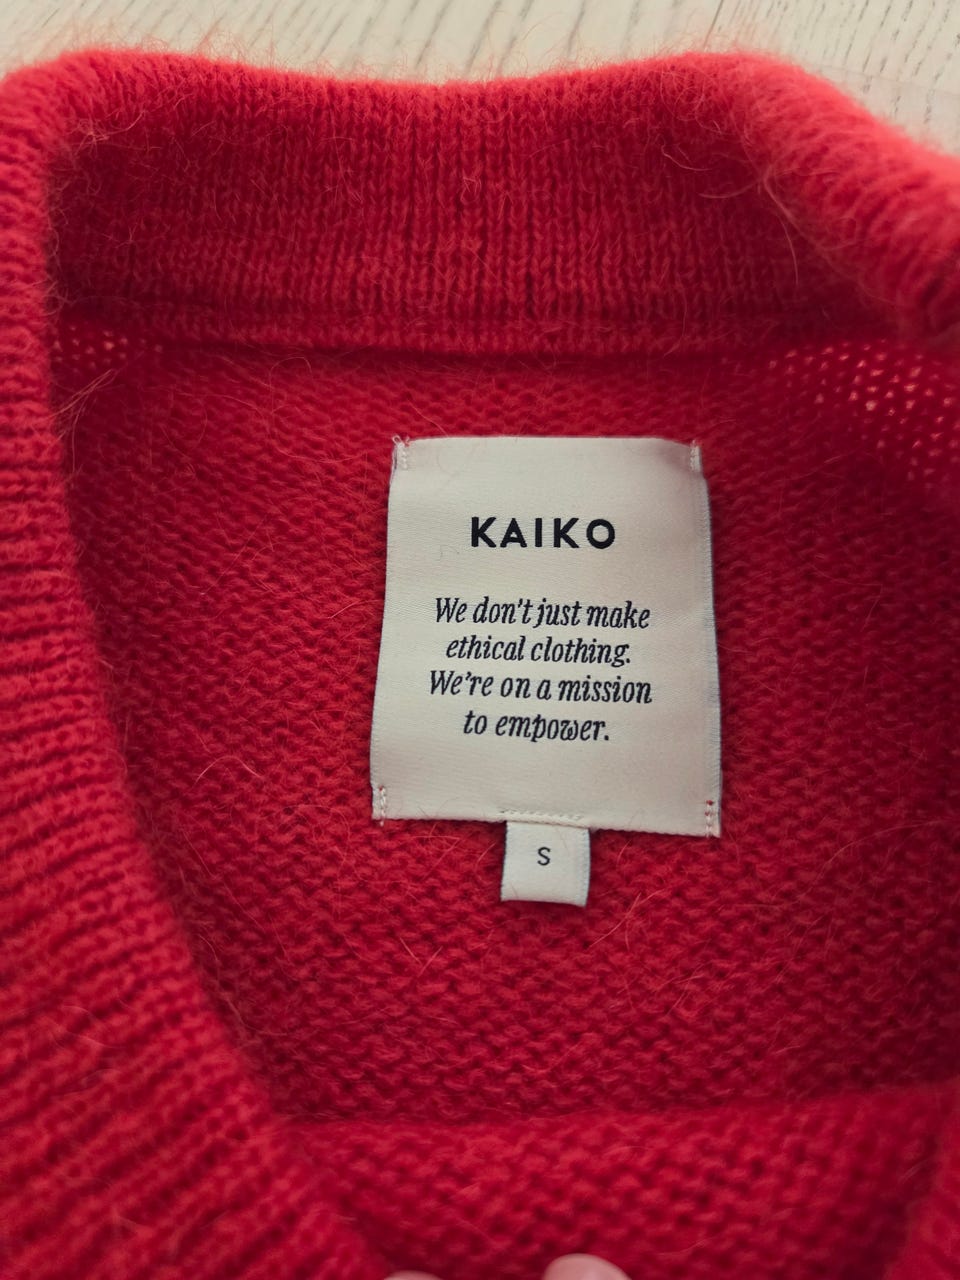 KAIKO
We don't just make
ethical clothing.
We're on a mission
to empower.
S